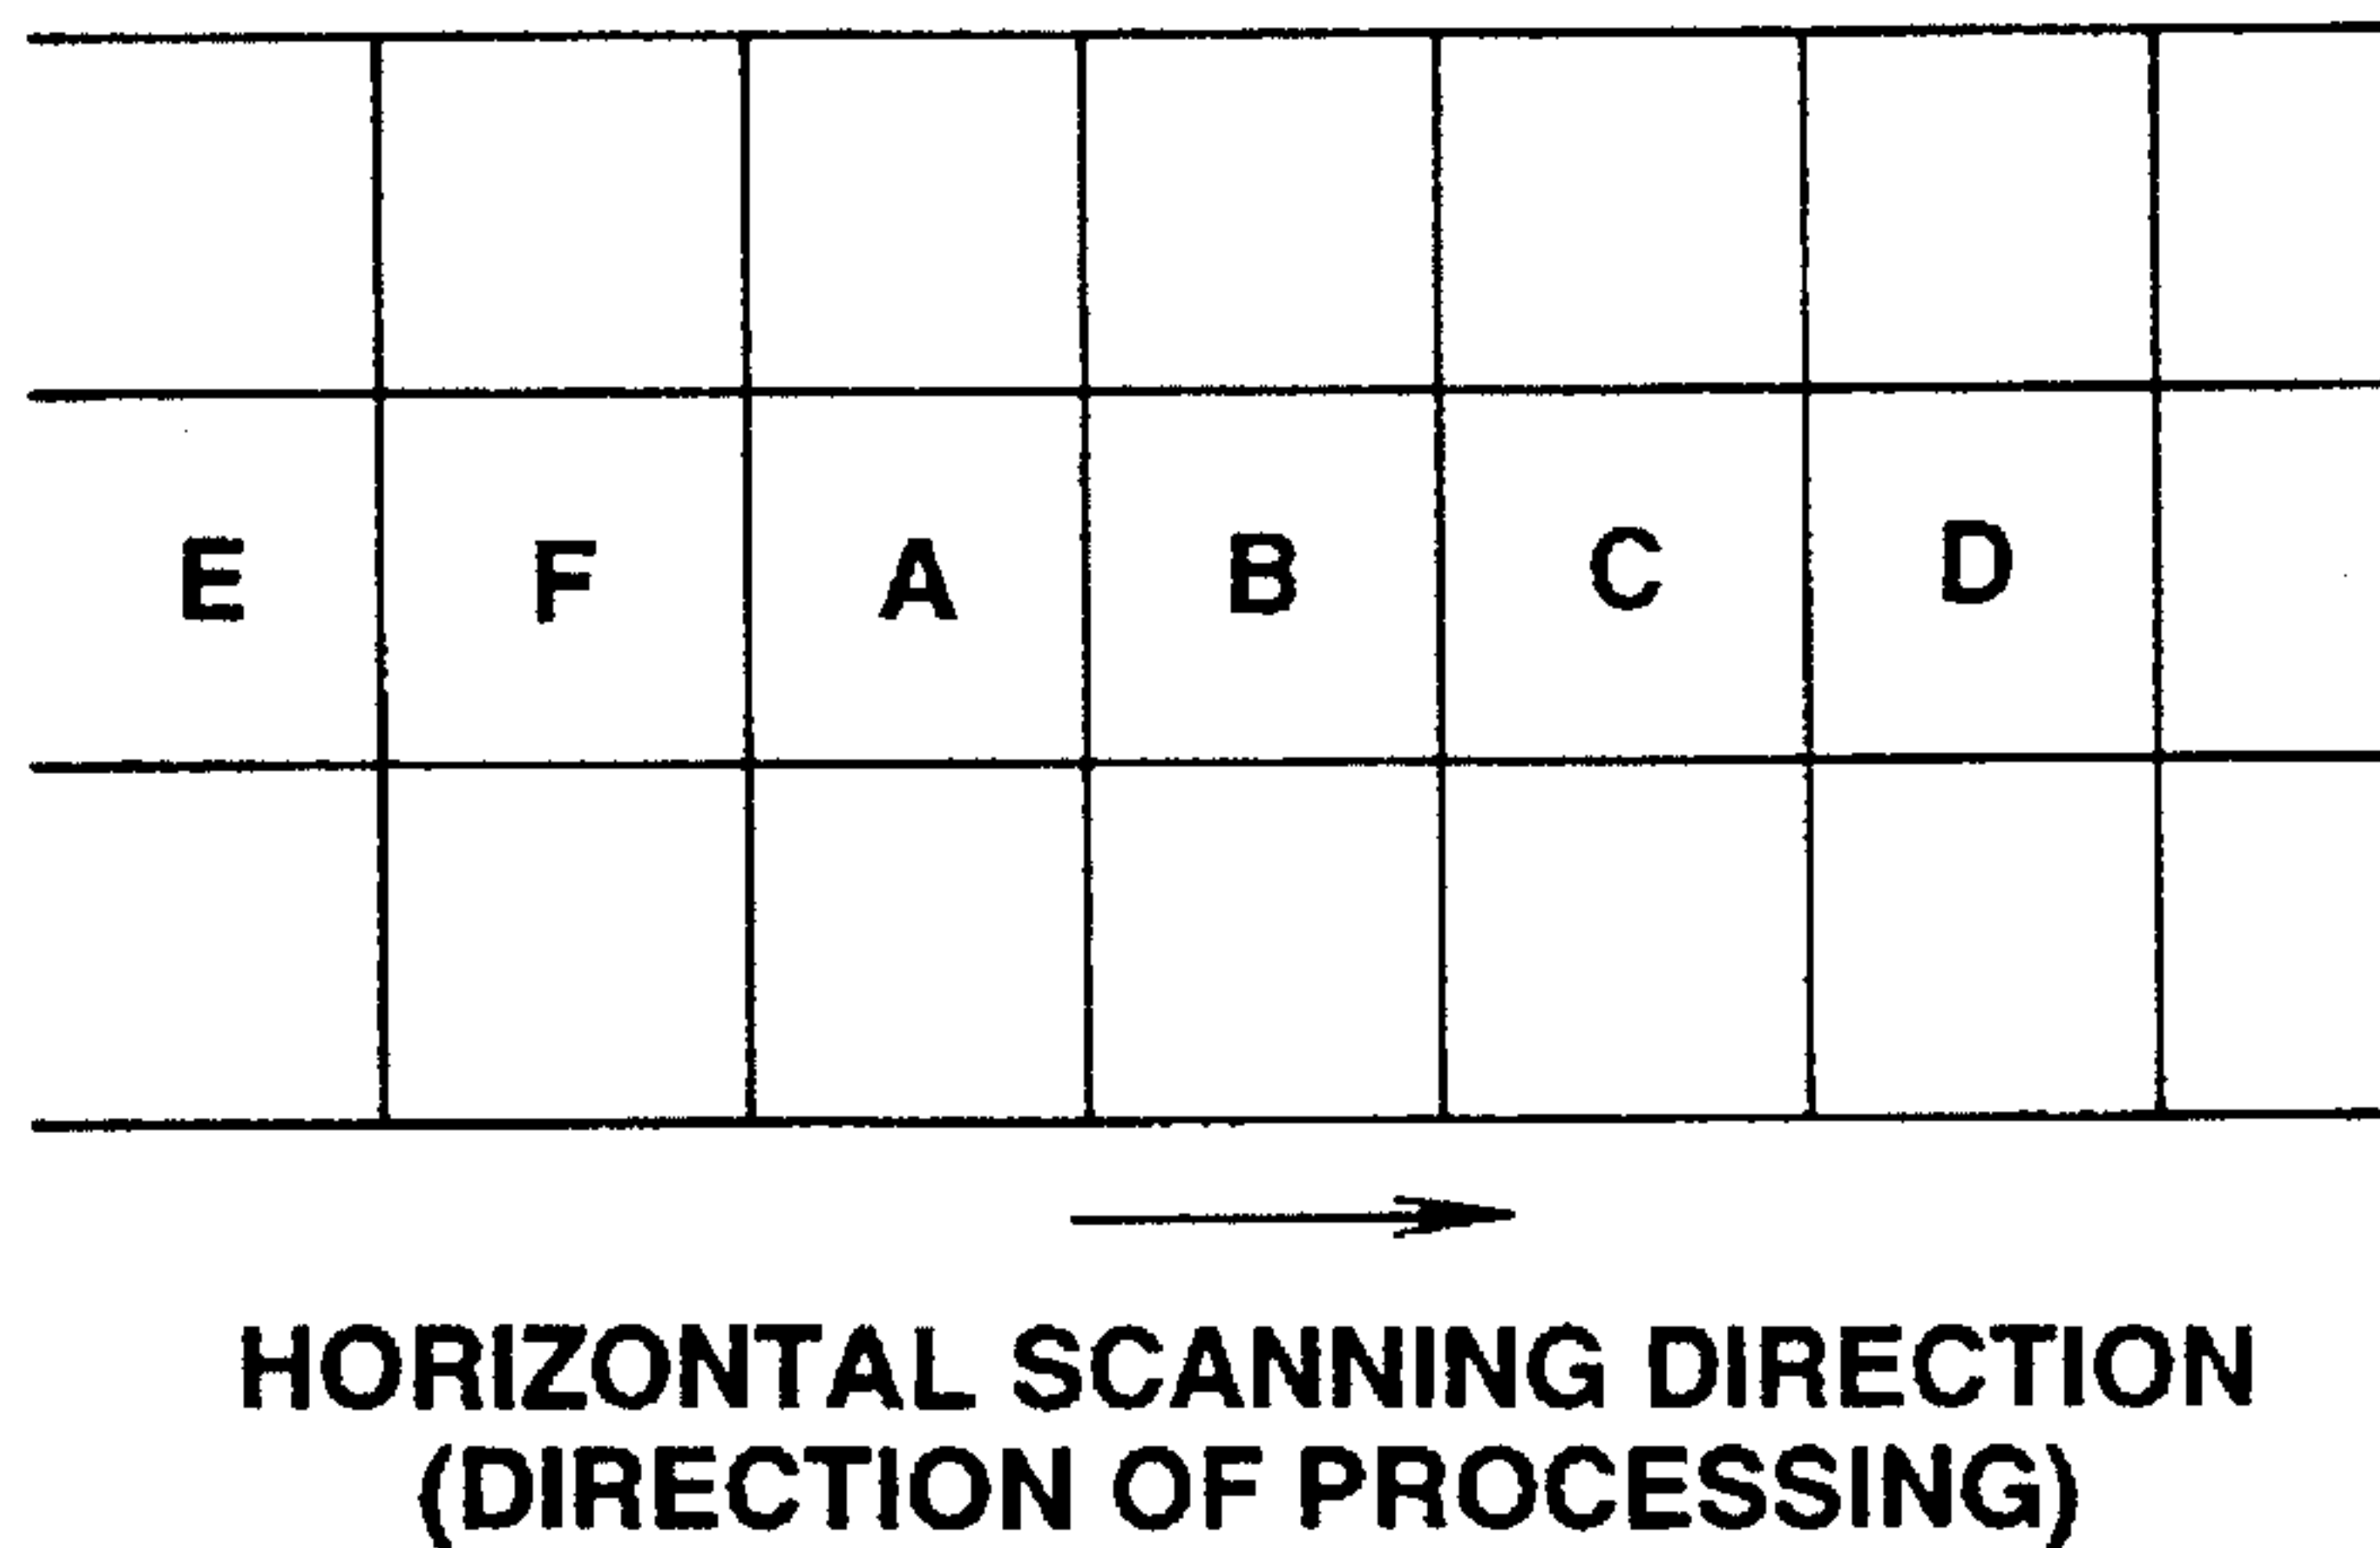 E F A B C D
HORIZONTAL SCANNING DIRECTION
(DIRECTION OF PROCESSING)